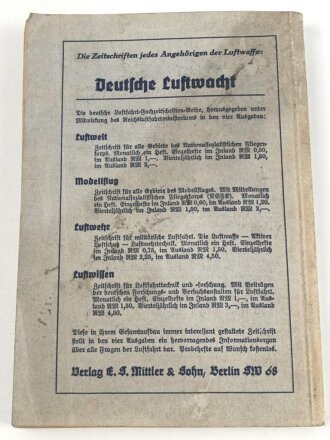 Die Zeitschriften jedes Angehörigen der Luftwaffe:
Deutsche Luftwacht
Die deutsche Luftfahrt-Fachzeitschriften-Reihe, herausgegeben unter
Mitwirkung des Reichsluftfahrtministeriums in den vier Ausgaben:
Luftwelt
Zeitschrift für alle Gebiete des Nationalsozialistischen Flieger-
korps. Monatlich ein Heft. Einzelhefte im Inland RM 0,50,
im Ausland RM 1,—. Vierteljährlich im Inland RM 1,50,
im Ausland RM 3,—.
Modellflug
Zeitschrift für alle Gebiete des Modellfluges. Mit Mitteilungen
des Nationalsozialistischen Fliegerkorps (NSFK). Monatlich
ein Heft. Einzelhefte im Inland RM 0,60, im Ausland RM 1,20.
Vierteljährlich im Inland RM 1,50, im Ausland RM 3,—.
Luftwehr
Zeitschrift für militärische Luftfahrt. Die Luftwaffe — Aktiver
Luftschutz — Luftwehrtechnik. Monatlich ein Heft. Einzelhefte
im Inland RM 0,75, im Ausland RM 1,50. Vierteljährlich
im Inland RM 2,25, im Ausland RM 4,50.
Luftwissen
Zeitschrift für Luftfahrttechnik und -forschung. Mit Beiträgen
der deutschen Forschungs- und Versuchsanstalten für Luftfahrt.
Monatlich ein Heft. Einzelhefte im Inland RM 1,—, im Aus-
land RM 1,50. Vierteljährlich im Inland RM 3,—, im Ausland
RM 4,50.
Diese in ihrem Gesamtaufbau immer interessant gestaltete Zeitschrift
stellt in den vier Ausgaben ein hervorragendes Informationsorgan
über alle Fragen der Luftfahrt dar. Probehefte auf Wunsch kostenlos.
Verlag E. S. Mittler & Sohn, Berlin SW 68